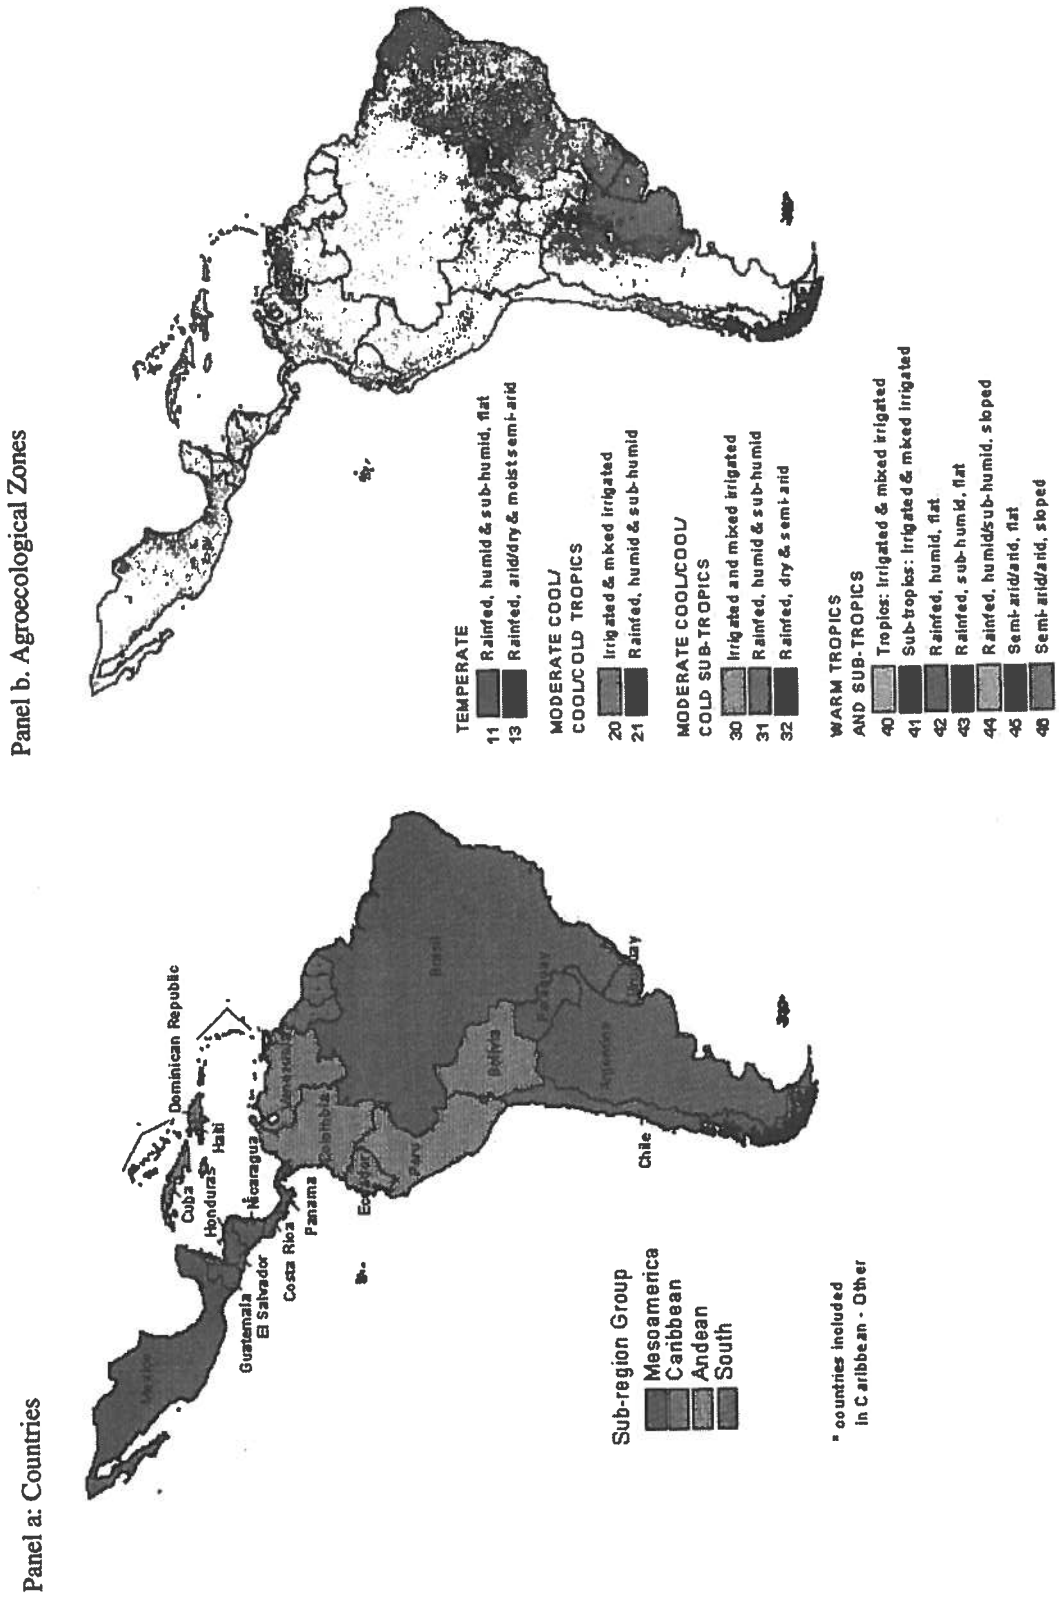 Panel a: Countries
Mexico
Guatemala
El Salvador
Costa Rica
Panama
Cuba
Honduras
Haiti
Nicaragua
Dominican Republic
Venezuela
Colombia
Ecuador
Peru
Brasil
Bolivia
Paraguay
Uruguay
Argentina
Chile
Sub-region Group
Mesoamerica
Caribbean
Andean
South
* countries included
in Caribbean - Other
Panel b. Agroecological Zones
TEMPERATE
11 Rainfed, humid & sub-humid, flat
13 Rainfed, arid/dry & moist semi-arid
MODERATE COOL/
COOL/COLD TROPICS
20 Irrigated & mixed irrigated
21 Rainfed, humid & sub-humid
MODERATE COOL/COOL/
COLD SUB-TROPICS
30 Irrigated and mixed irrigated
31 Rainfed, humid & sub-humid
32 Rainfed, dry & semi-arid
WARM TROPICS
AND SUB-TROPICS
40 Tropics: Irrigated & mixed irrigated
41 Sub-tropics: Irrigated & mixed irrigated
42 Rainfed, humid, flat
43 Rainfed, sub-humid, flat
44 Rainfed, humid/sub-humid, sloped
45 Semi-arid/arid, flat
46 Semi-arid/arid, sloped